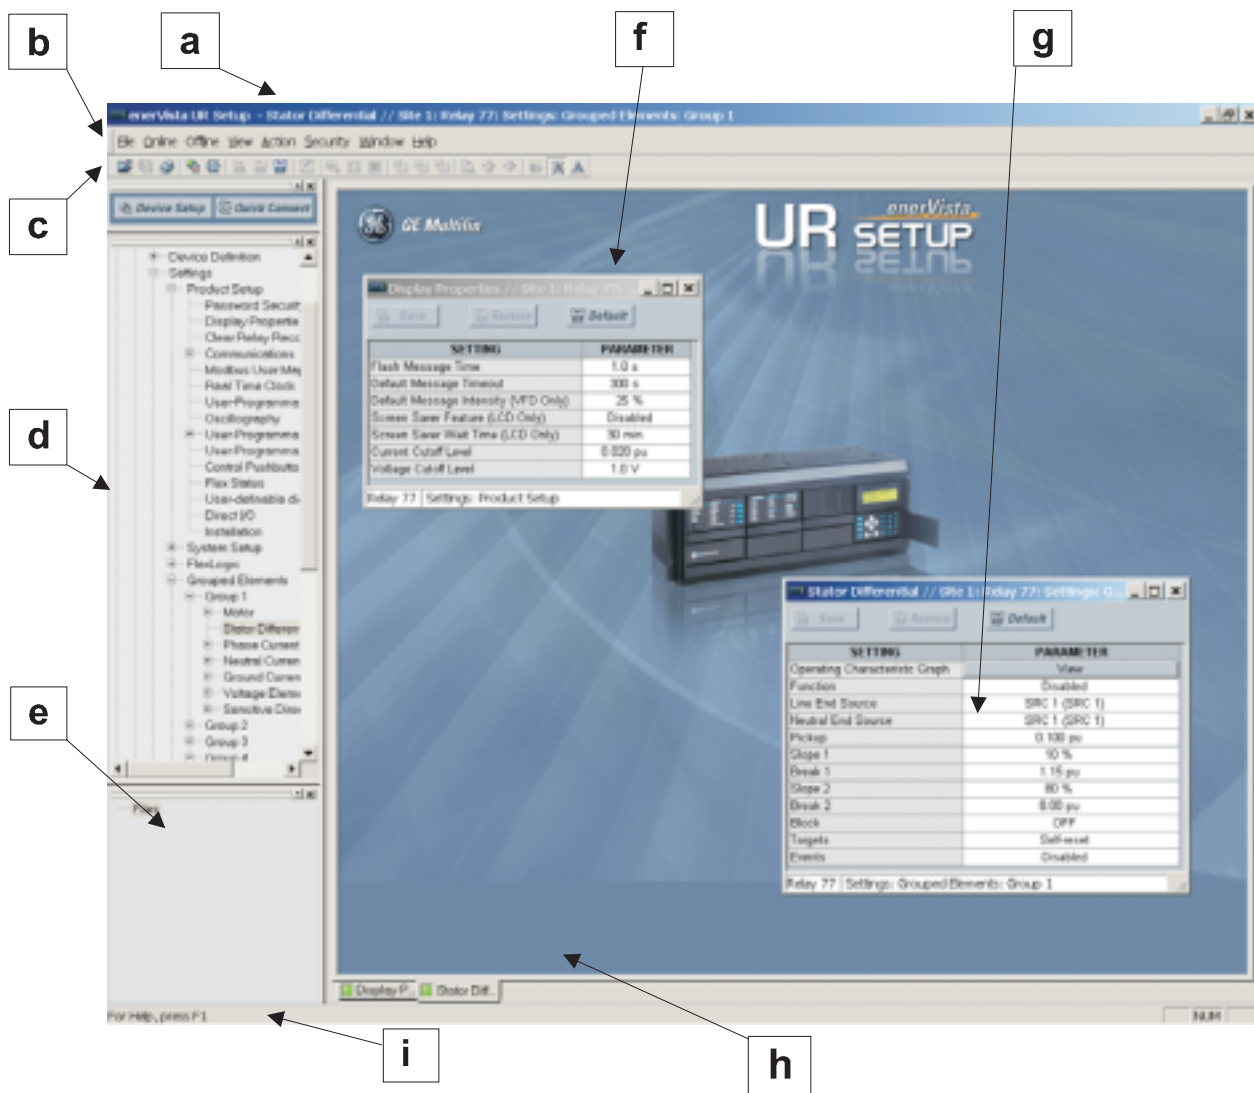 b
a
f
g
enerVista UR Setup - Stator Differential // Site 1: Relay 77: Settings: Grouped Elements: Group 1
File Online Offline View Action Security Window Help
c
Device Setup Quick Connect
GE Multilin
enerVista
UR SETUP
Device Definition
Settings
Product Setup
Password Securit
Display Propertie
Clear Relay Reco
Communications
Modbus User Map
Real Time Clock
User-Programma
Oscillography
User-Programma
User-Programma
Control Pushbutto
Flex Status
User-definable di
Direct I/O
Installation
System Setup
FlexLogic
Grouped Elements
Group 1
Motor
Stator Differen
Phase Current
Neutral Curren
Ground Curren
Voltage Eleme
Sensitive Direc
Group 2
Group 3
Group 4
d
Display Properties // Site 1: Relay 77: ...
Save Restore Default
SETTING PARAMETER
Flash Message Time 1.0 s
Default Message Timeout 300 s
Default Message Intensity (VFD Only) 25 %
Screen Saver Feature (LCD Only) Disabled
Screen Saver Wait Time (LCD Only) 30 min
Current Cutoff Level 0.020 pu
Voltage Cutoff Level 1.0 V
Relay 77 Settings: Product Setup
Stator Differential // Site 1: Relay 77: Settings: G...
Save Restore Default
SETTING PARAMETER
Operating Characteristic Graph View
Function Disabled
Line End Source SRC 1 (SRC 1)
Neutral End Source SRC 1 (SRC 1)
Pickup 0.100 pu
Slope 1 10 %
Break 1 1.15 pu
Slope 2 80 %
Break 2 8.00 pu
Block OFF
Targets Self-reset
Events Disabled
Relay 77 Settings: Grouped Elements: Group 1
e
Files
Display P... Stator Diff...
For Help, press F1
NUM
i
h